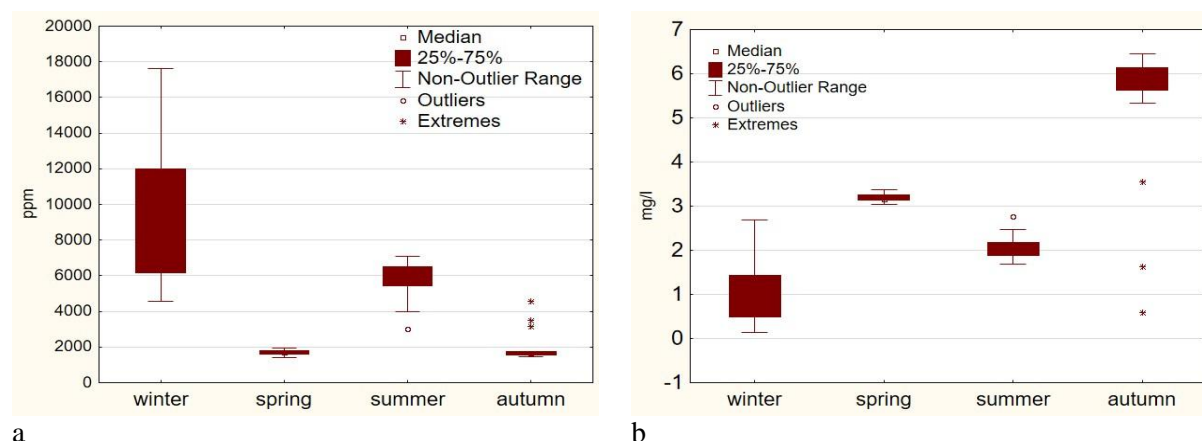 20000
18000
16000
14000
12000
10000
8000
6000
4000
2000
0
ppm
Median
25%-75%
Non-Outlier Range
Outliers
Extremes
winter spring summer autumn
a
7
6
5
4
3
2
1
0
-1
mg/l
Median
25%-75%
Non-Outlier Range
Outliers
Extremes
winter spring summer autumn
b